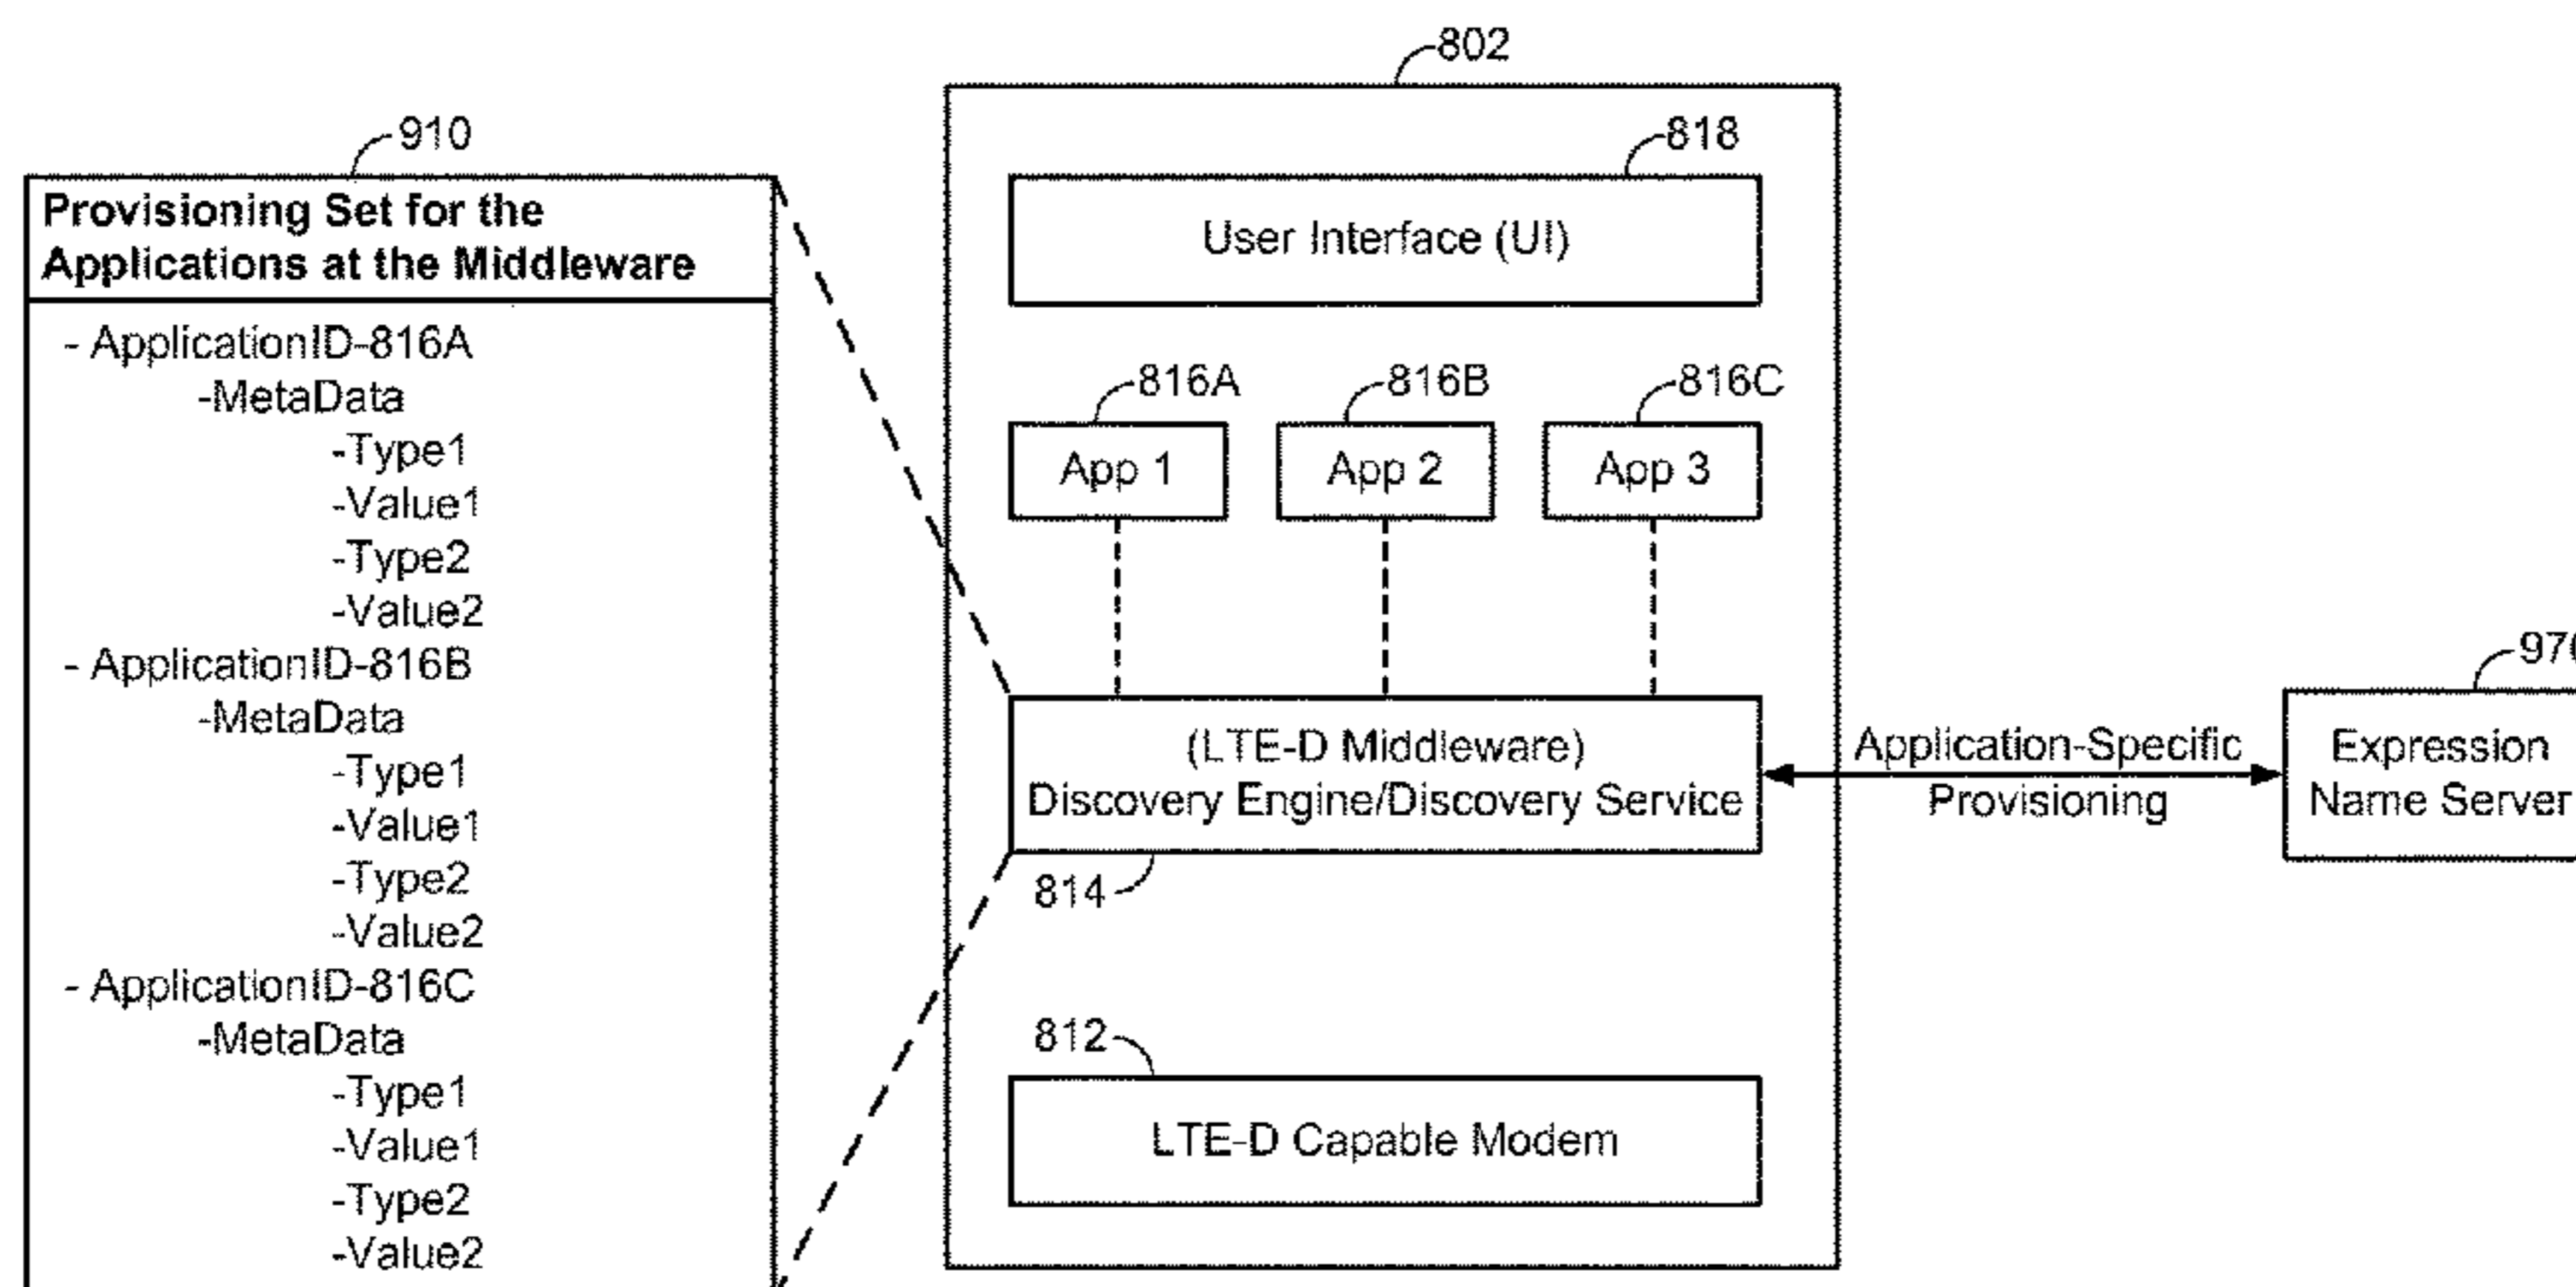 802
910
818
Provisioning Set for the
Applications at the Middleware
User Interface (UI)
- ApplicationID-816A
-MetaData
-Type1
-Value1
-Type2
-Value2
- ApplicationID-816B
-MetaData
-Type1
-Value1
-Type2
-Value2
- ApplicationID-816C
-MetaData
-Type1
-Value1
-Type2
-Value2
816A
816B
816C
App 1
App 2
App 3
(LTE-D Middleware)
Discovery Engine/Discovery Service
814
812
LTE-D Capable Modem
Application-Specific
Provisioning
Expression
Name Server